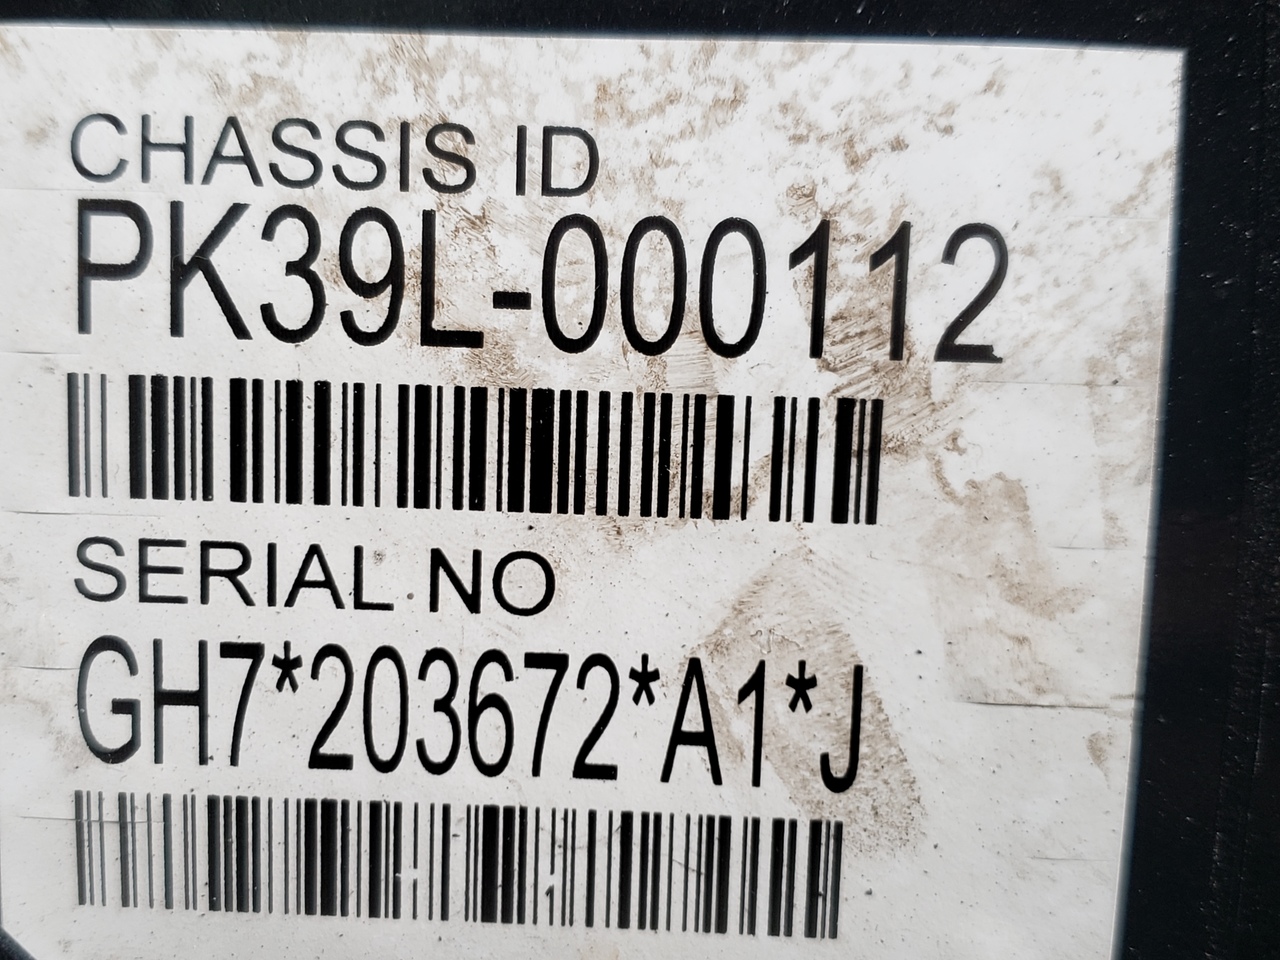 CHASSIS ID
PK39L-000112
SERIAL NO
GH7*203672*A1*J